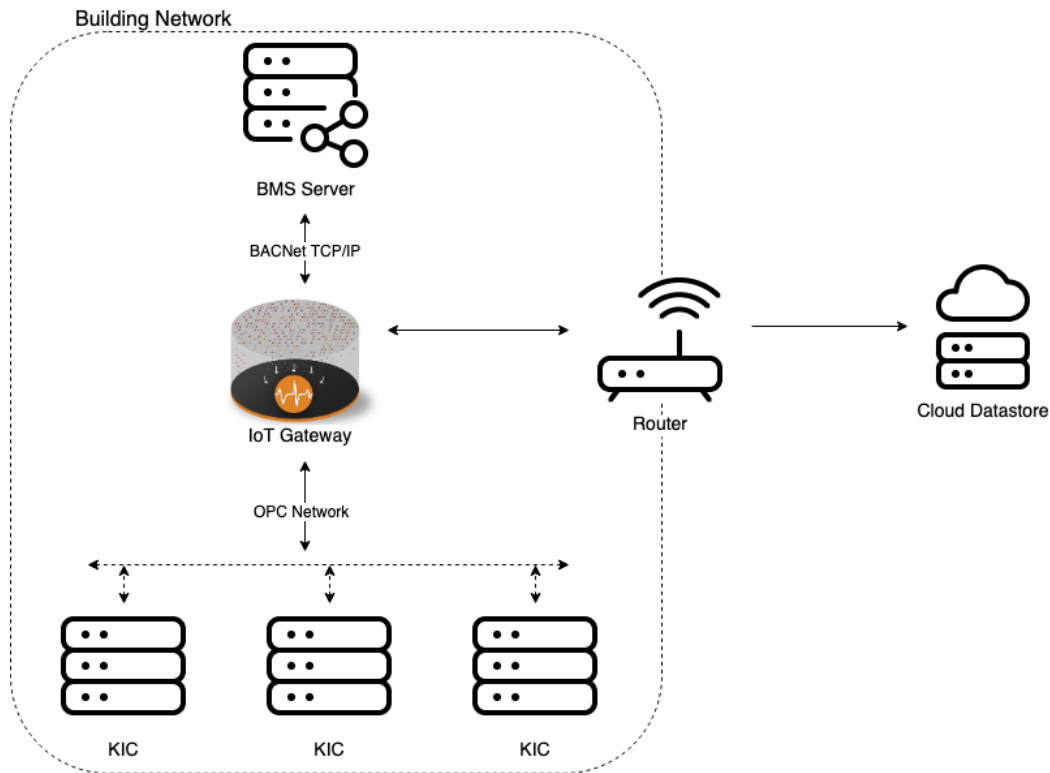 Building Network
BMS Server
BACNet TCP/IP
IoT Gateway
Router
Cloud Datastore
OPC Network
KIC
KIC
KIC